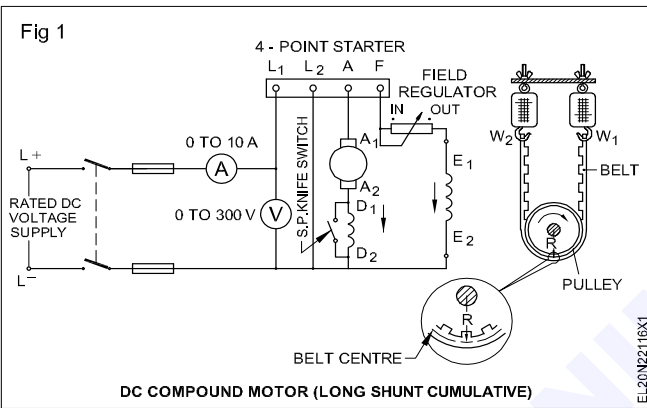 Fig 1
4 - POINT STARTER
L1 L2 A F
FIELD
REGULATOR
IN OUT
0 TO 10 A
A
L+
RATED DC
VOLTAGE
SUPPLY
L–
0 TO 300 V
V
S.P.KNIFE SWITCH
A1
A2
D1
D2
E1
E2
W2 W1
BELT
R
PULLEY
R
BELT CENTRE
DC COMPOUND MOTOR (LONG SHUNT CUMULATIVE)
EL20N22116X1